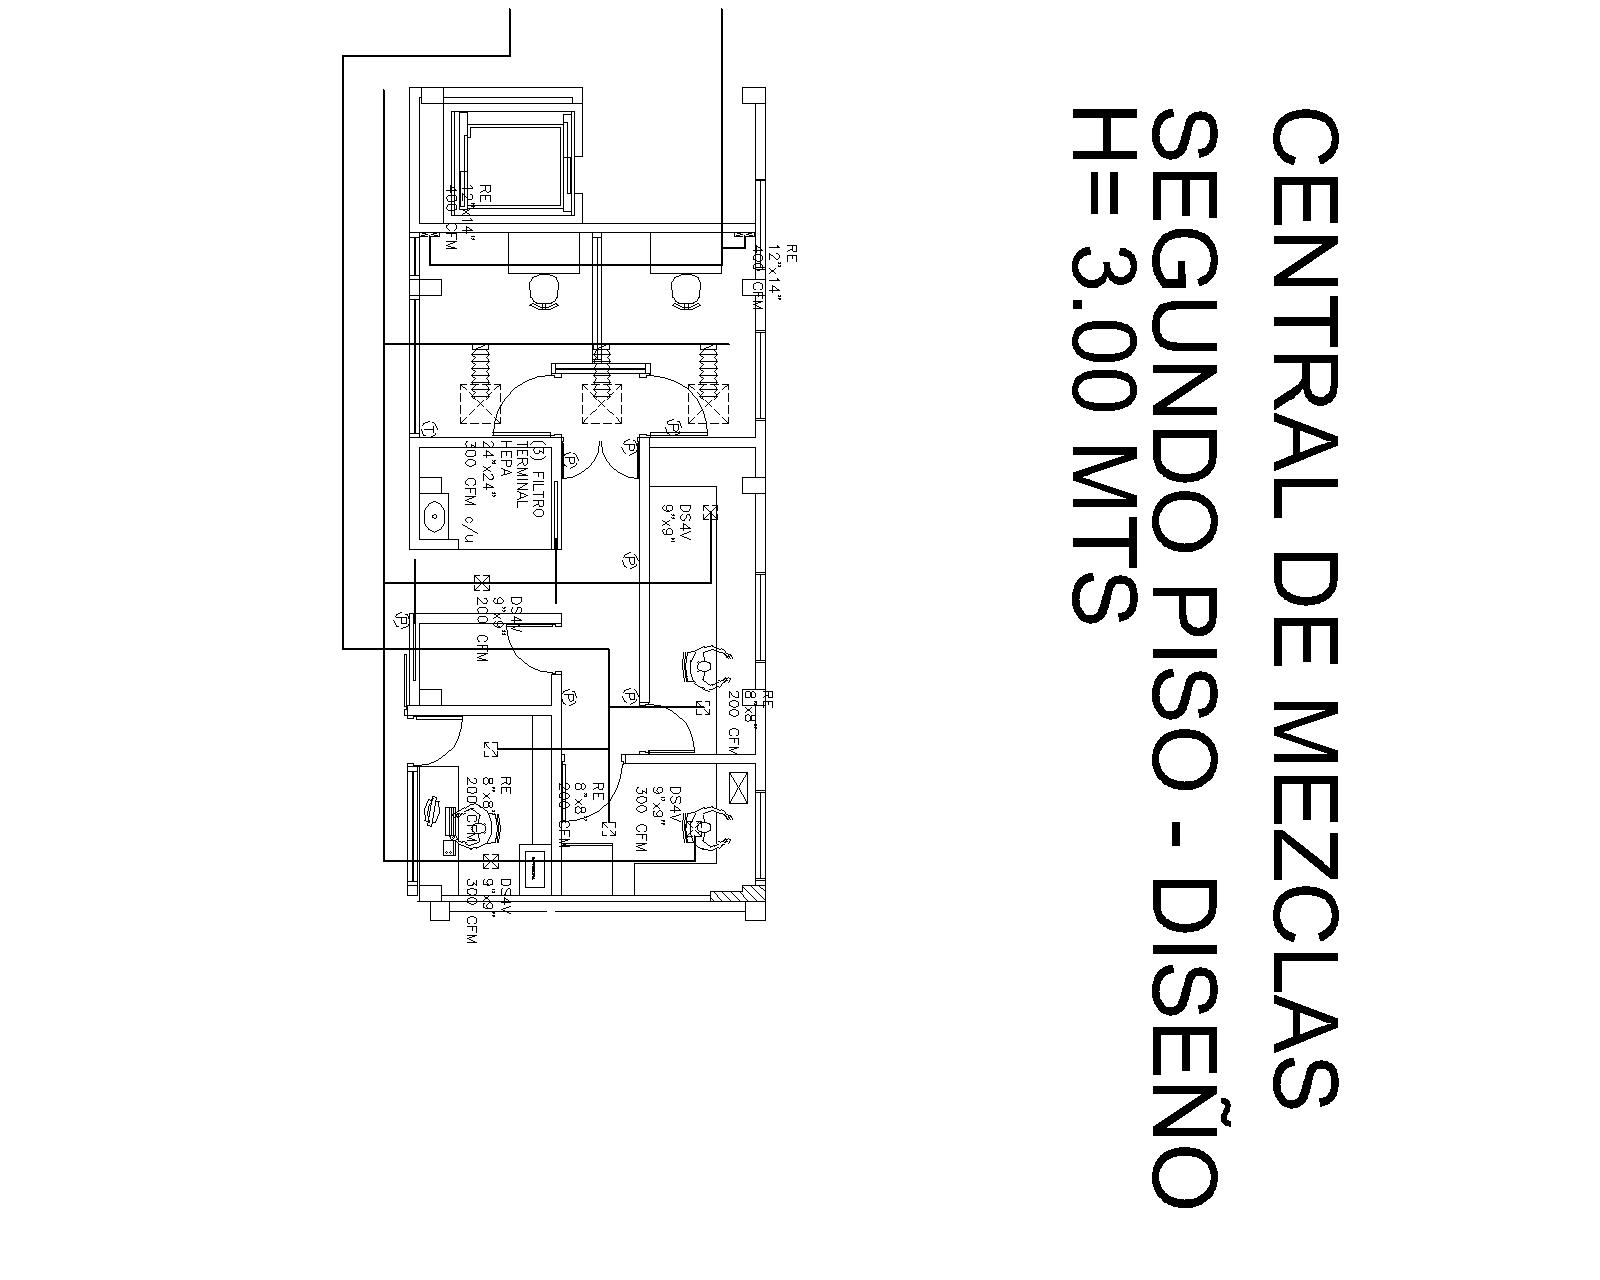 CENTRAL DE MEZCLAS
SEGUNDO PISO - DISEÑO
H= 3.00 MTS
RE
12"x14"
400 CFM
RE
12"x14"
400 CFM
(3) FILTRO
TERMINAL
HEPA
24"x24"
300 CFM c/u
DS4V
9"x9"
DS4V
9"x9"
200 CFM
RE
8"x8"
200 CFM
RE
8"x8"
200 CFM
RE
8"x8"
200 CFM
DS4V
9"x9"
300 CFM
DS4V
9"x9"
300 CFM
T
P
P
P
P
P
P
P